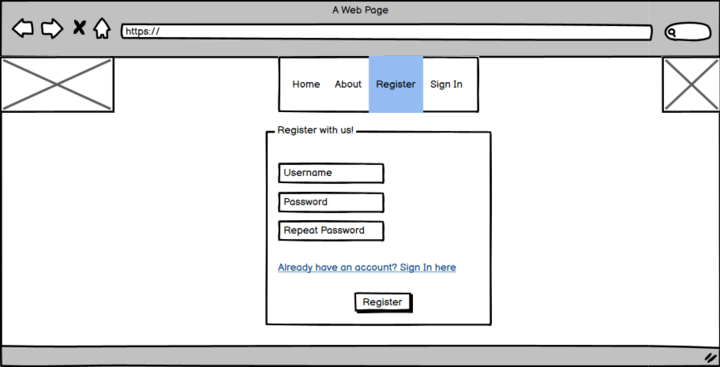 A Web Page
https://
Home About Register Sign In
Register with us!
Username
Password
Repeat Password
Already have an account? Sign In here
Register